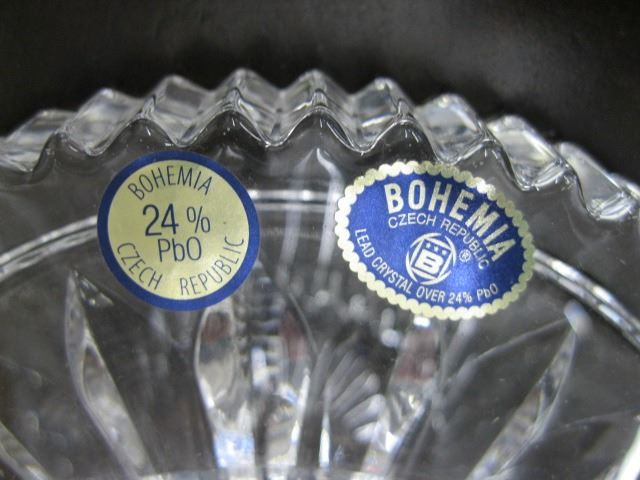 BOHEMIA
24 %
PbO
CZECH REPUBLIC
BOHEMIA
CZECH REPUBLIC
B
®
LEAD CRYSTAL OVER 24% PbO